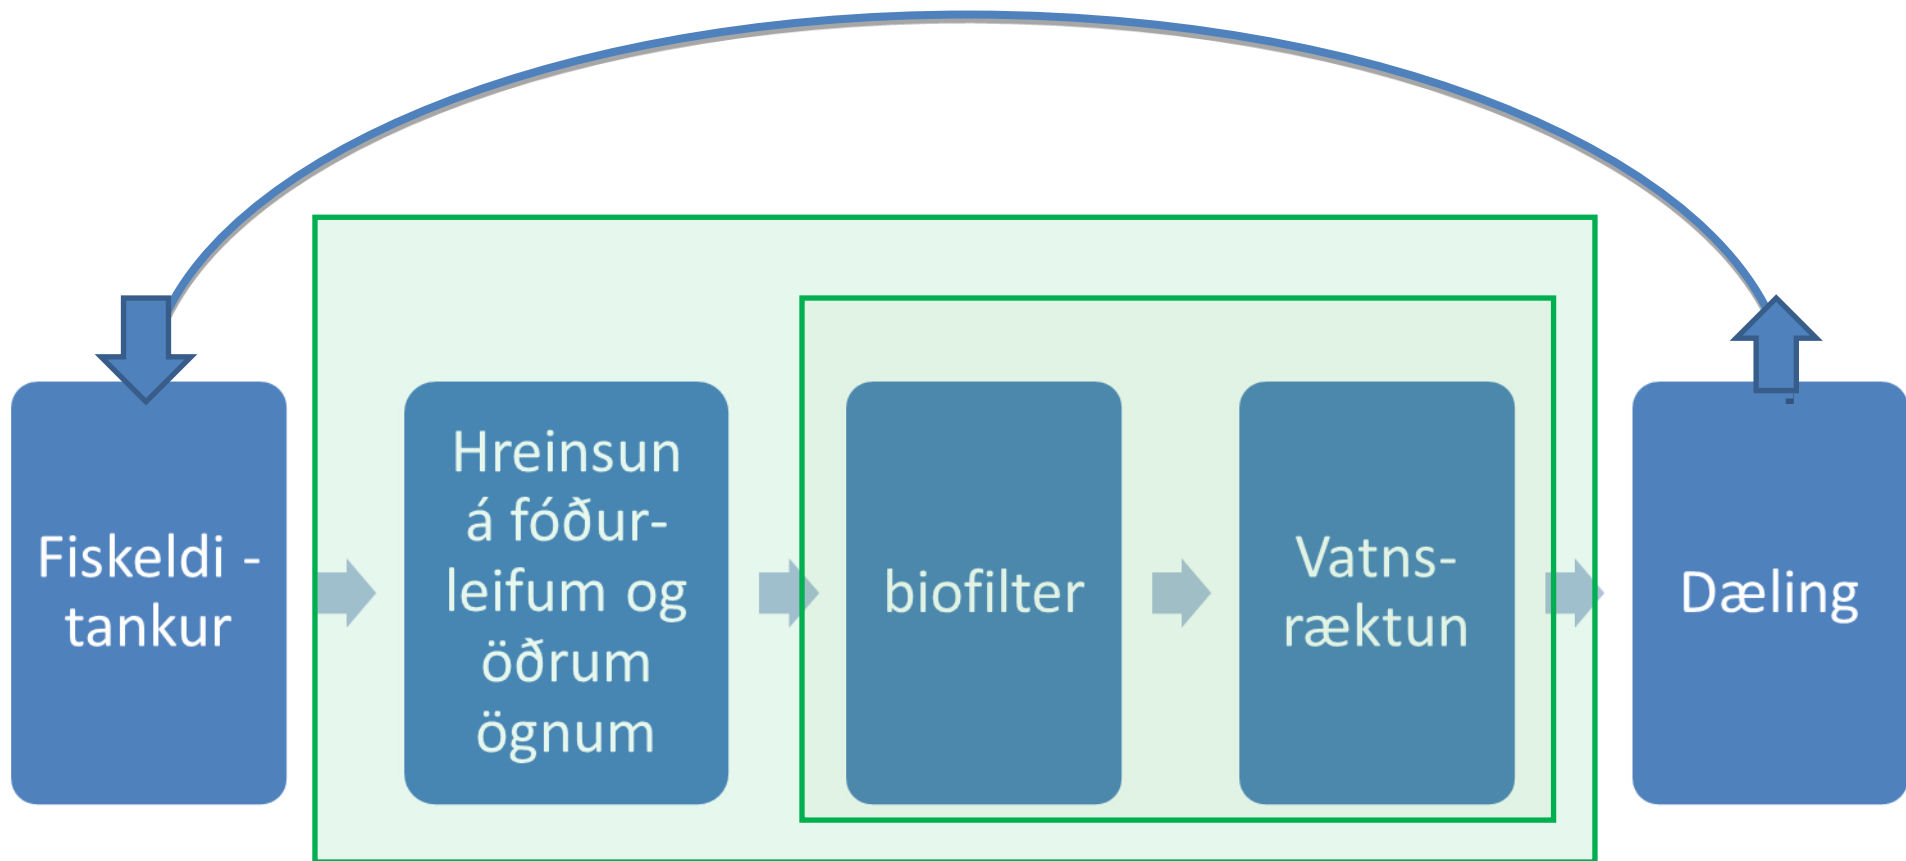 Fiskeldi -
tankur
Hreinsun
á fóður-
leifum og
öðrum
ögnum
biofilter
Vatns-
ræktun
Dæling